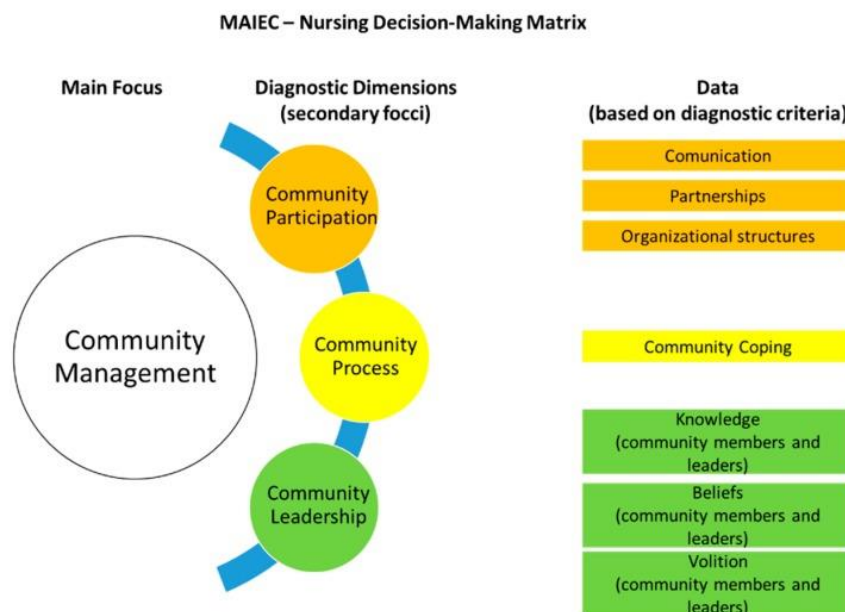 MAIEC – Nursing Decision-Making Matrix
Main Focus
Diagnostic Dimensions
(secondary focci)
Data
(based on diagnostic criteria)
Community
Management
Community
Participation
Community
Process
Community
Leadership
Comunication
Partnerships
Organizational structures
Community Coping
Knowledge
(community members and
leaders)
Beliefs
(community members and
leaders)
Volition
(community members and
leaders)